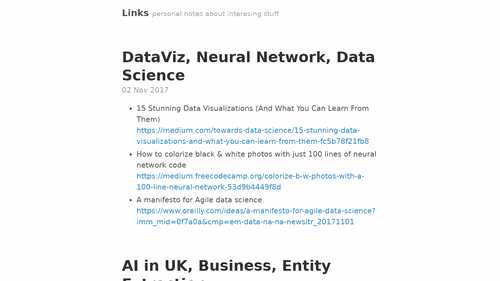 Links personal notes about interesing stuff
DataViz, Neural Network, Data
Science
02 Nov 2017
15 Stunning Data Visualizations (And What You Can Learn From
Them)
https://medium.com/towards-data-science/15-stunning-data-
visualizations-and-what-you-can-learn-from-them-fc5b78f21fb8
How to colorize black & white photos with just 100 lines of neural
network code
https://medium.freecodecamp.org/colorize-b-w-photos-with-a-
100-line-neural-network-53d9b4449f8d
A manifesto for Agile data science
https://www.oreilly.com/ideas/a-manifesto-for-agile-data-science?
imm_mid=0f7a0a&cmp=em-data-na-na-newsltr_20171101
AI in UK, Business, Entity
Extraction